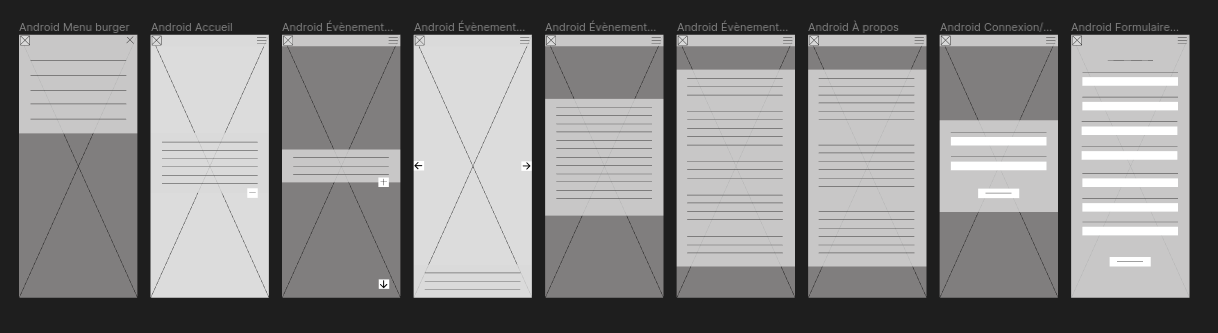 Android Menu burger
Android Accueil
Android Évènement...
Android Évènement...
Android Évènement...
Android Évènement...
Android À propos
Android Connexion/...
Android Formulaire...